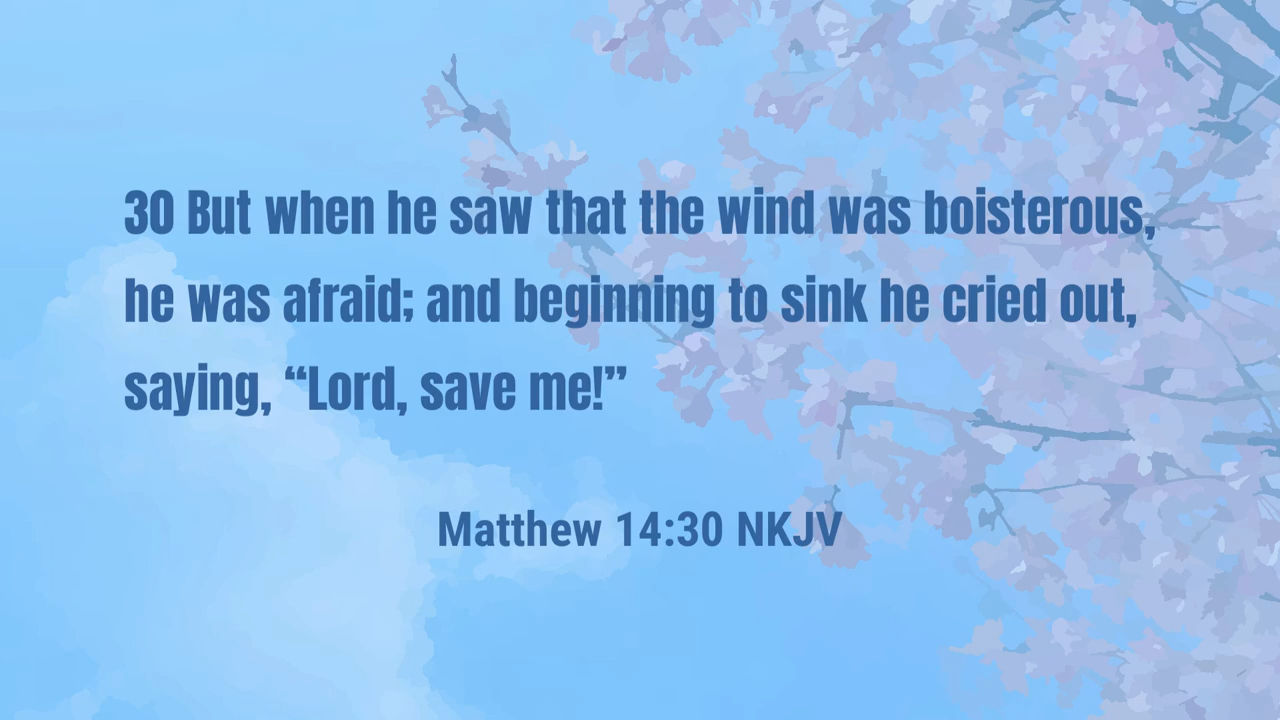 30 But when he saw that the wind was boisterous,
he was afraid; and beginning to sink he cried out,
saying, “Lord, save me!”
Matthew 14:30 NKJV